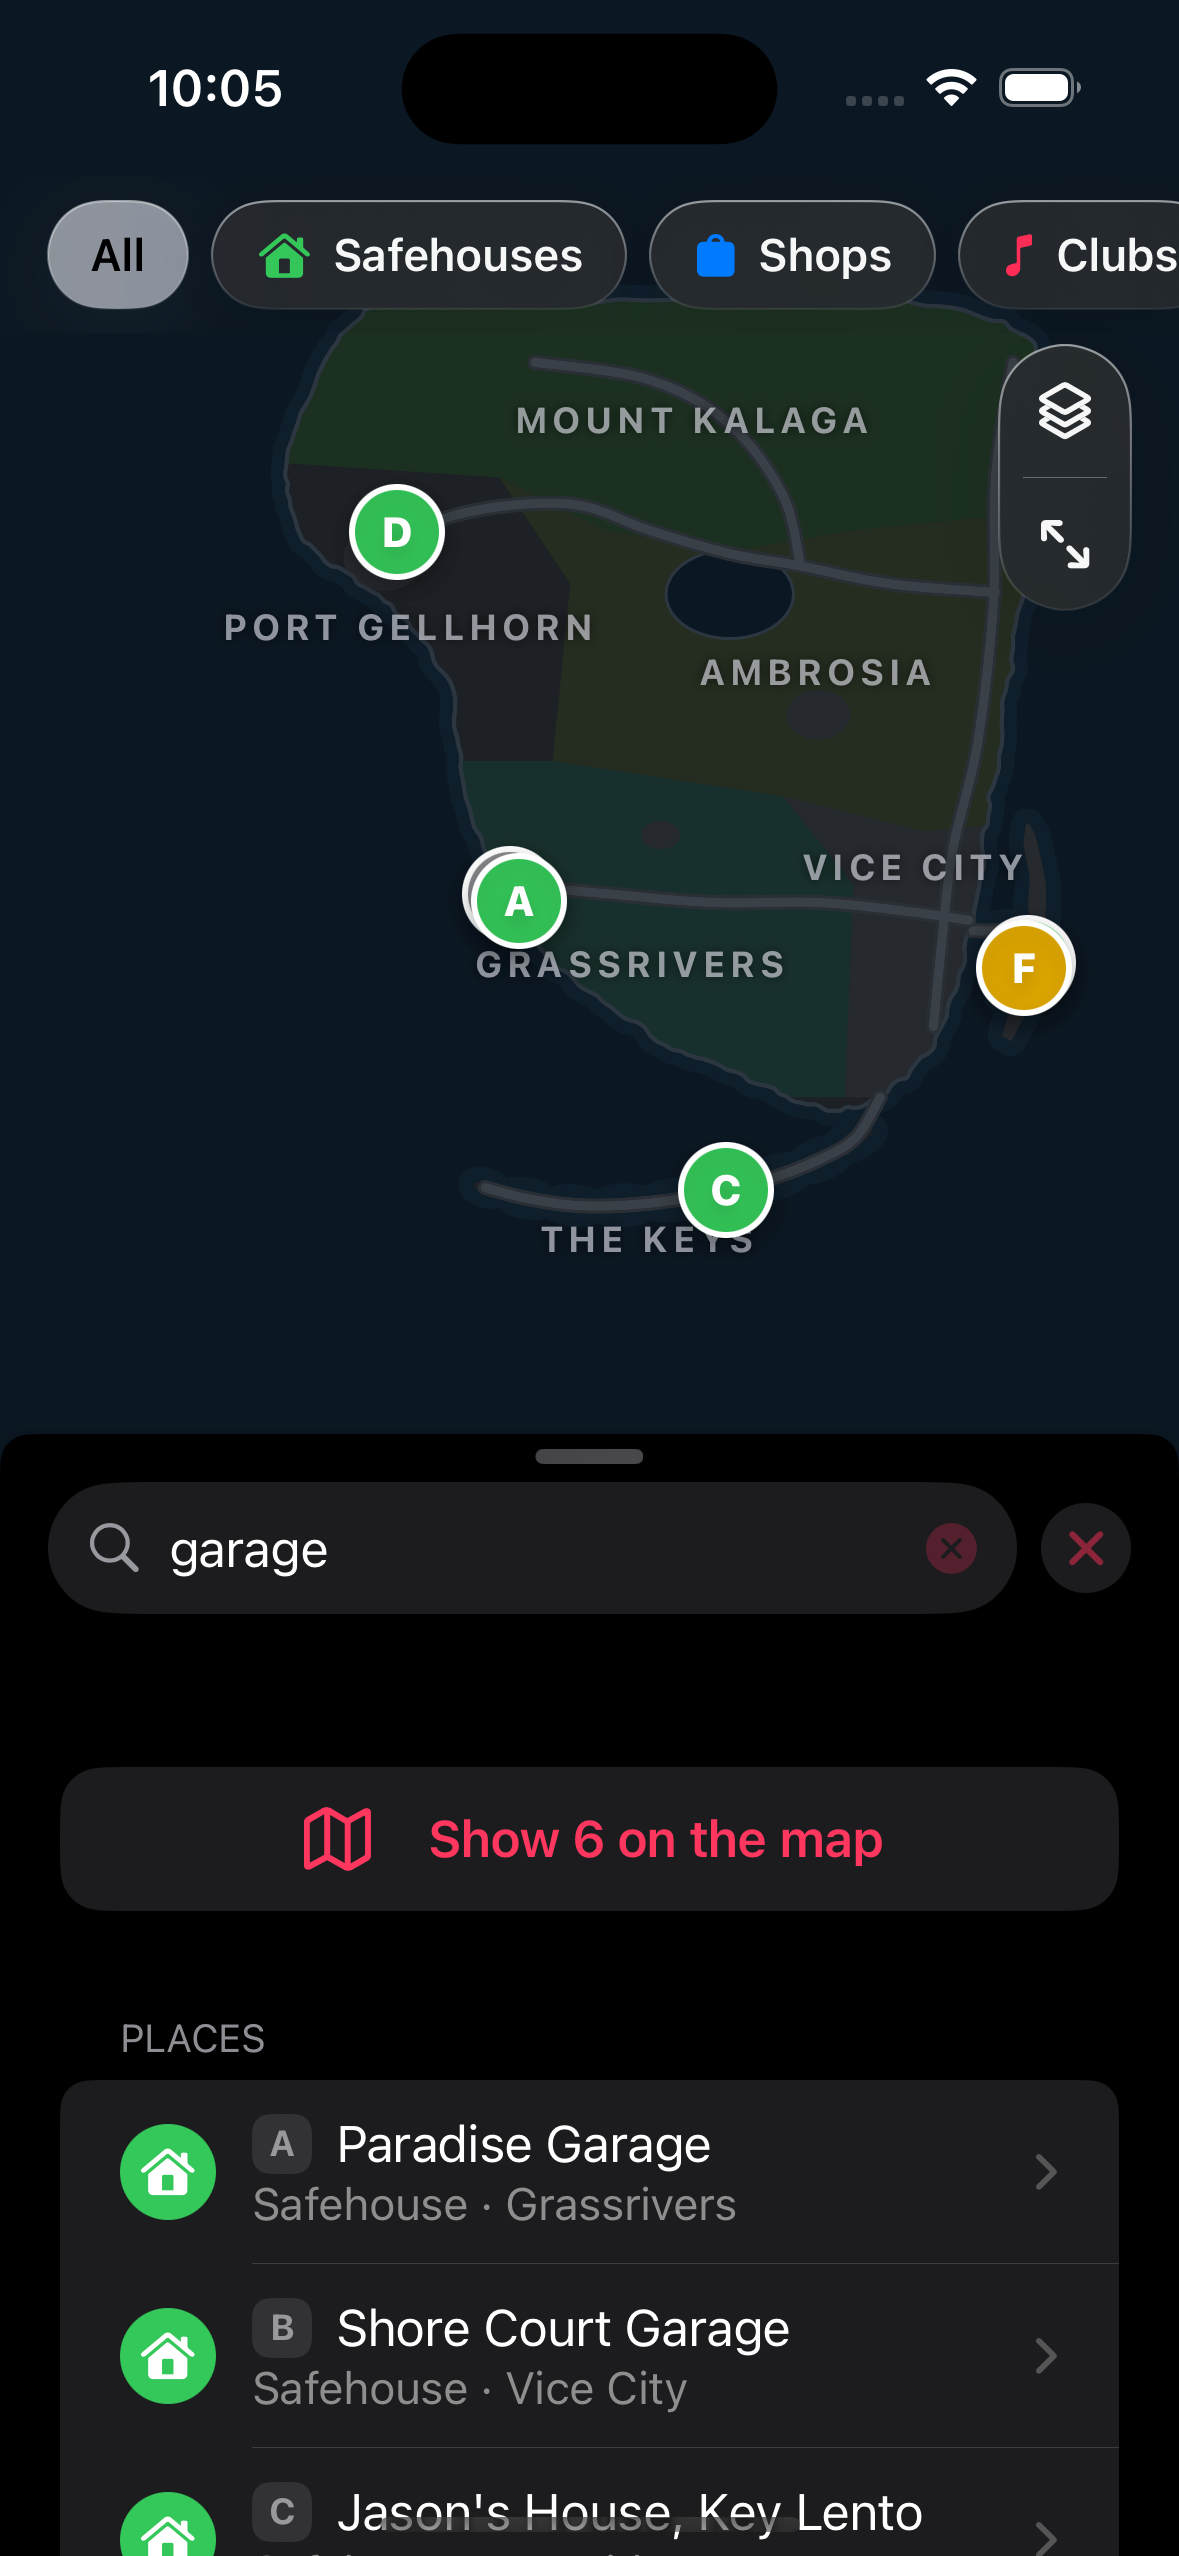 10:05
All
Safehouses
Shops
Clubs
MOUNT KALAGA
D
PORT GELLHORN
AMBROSIA
VICE CITY
A
GRASSRIVERS
F
C
THE KEYS
garage
Show 6 on the map
PLACES
A Paradise Garage
Safehouse · Grassrivers
B Shore Court Garage
Safehouse · Vice City
C Jason's House, Key Lento